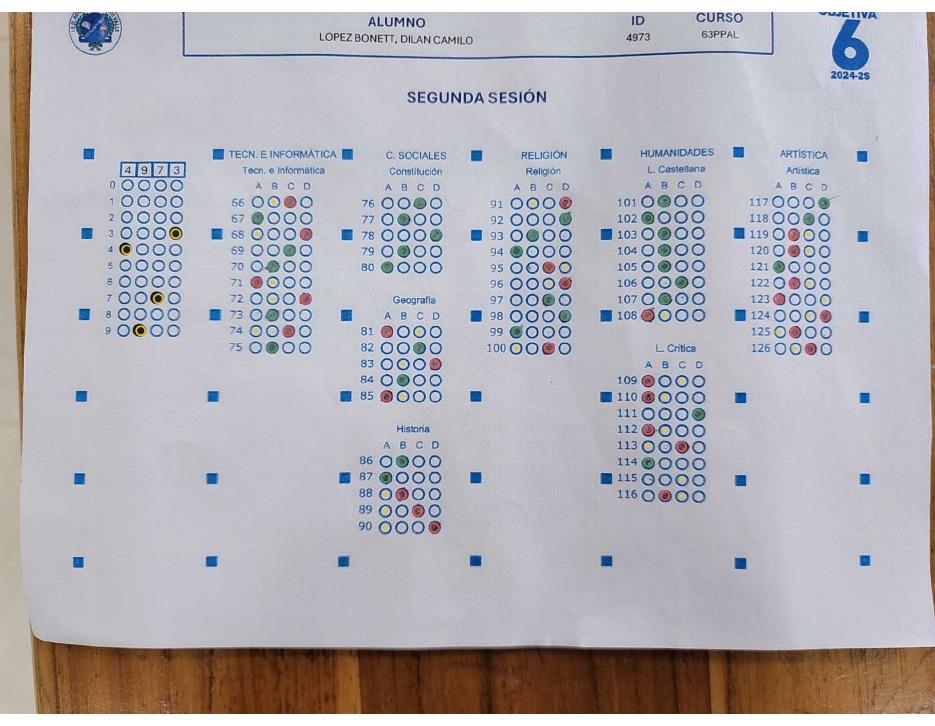 ALUMNO ID CURSO
LOPEZ BONETT, DILAN CAMILO 4973 63PPAL
OBJETIVA
6
2024-2S
SEGUNDA SESIÓN
4 9 7 3
0
1
2
3
4
5
6
7
8
9
TECN. E INFORMÁTICA
Tecn. e Informática
A B C D
66
67
68
69
70
71
72
73
74
75
C. SOCIALES
Constitución
A B C D
76
77
78
79
80
Geografia
A B C D
81
82
83
84
85
Historia
A B C D
86
87
88
89
90
RELIGIÓN
Religión
A B C D
91
92
93
94
95
96
97
98
99
100
HUMANIDADES
L. Castellana
A B C D
101
102
103
104
105
106
107
108
L. Crítica
A B C D
109
110
111
112
113
114
115
116
ARTÍSTICA
Artística
A B C D
117
118
119
120
121
122
123
124
125
126